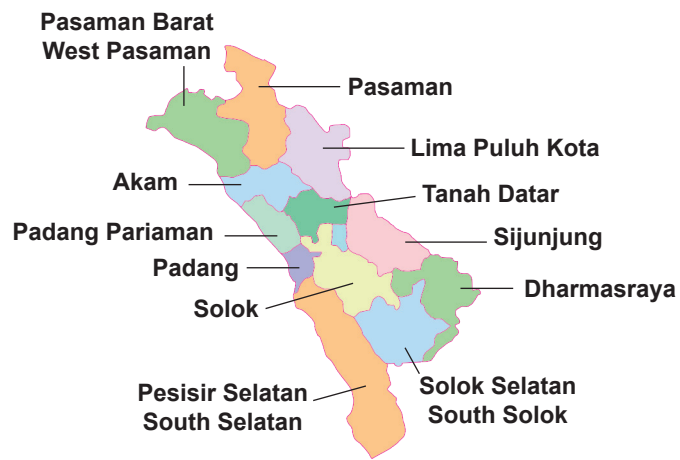 Pasaman Barat
West Pasaman
Pasaman
Lima Puluh Kota
Akam
Tanah Datar
Padang Pariaman
Sijunjung
Padang
Dharmasraya
Solok
Pesisir Selatan
South Selatan
Solok Selatan
South Solok